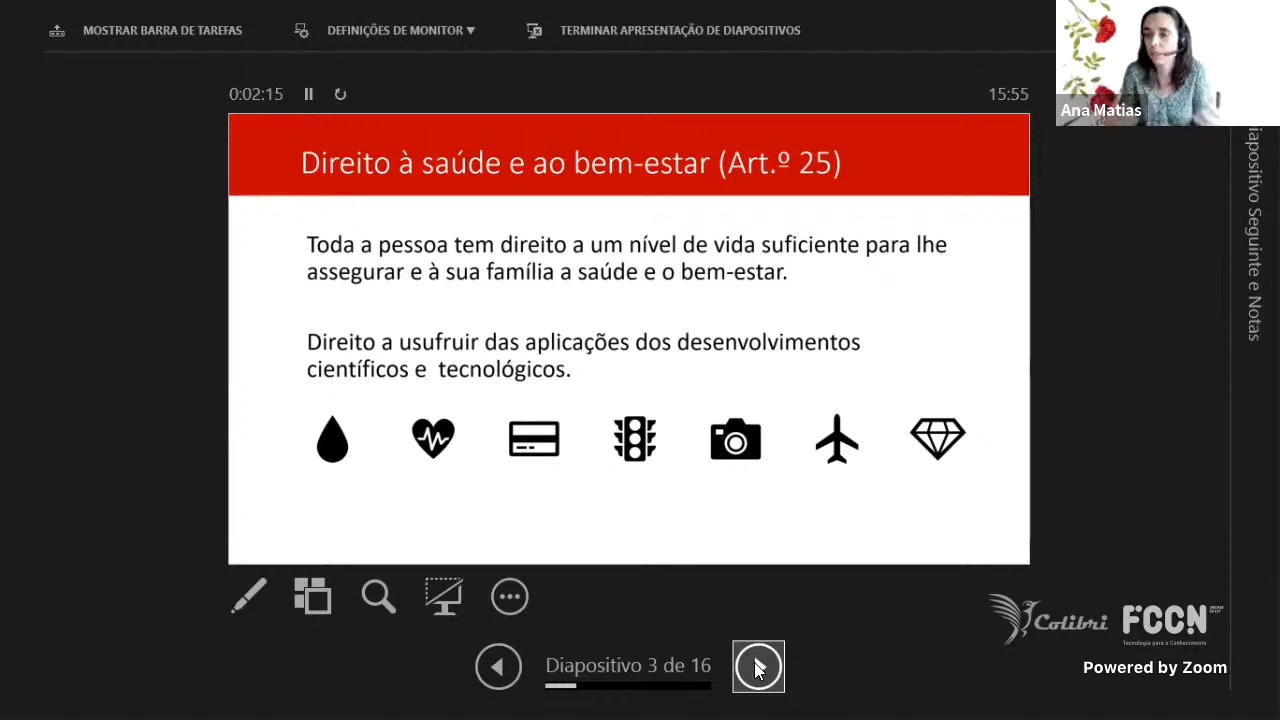 MOSTRAR BARRA DE TAREFAS
DEFINIÇÕES DE MONITOR ▼
TERMINAR APRESENTAÇÃO DE DIAPOSITIVOS
Ana Matias
0:02:15
15:55
Direito à saúde e ao bem-estar (Art.º 25)
Toda a pessoa tem direito a um nível de vida suficiente para lhe
assegurar e à sua família a saúde e o bem-estar.
Direito a usufruir das aplicações dos desenvolvimentos
científicos e tecnológicos.
iapositivo Seguinte e Notas
Diapositivo 3 de 16
Colibri
FCCN
Tecnologia para o Conhecimento
Powered by Zoom